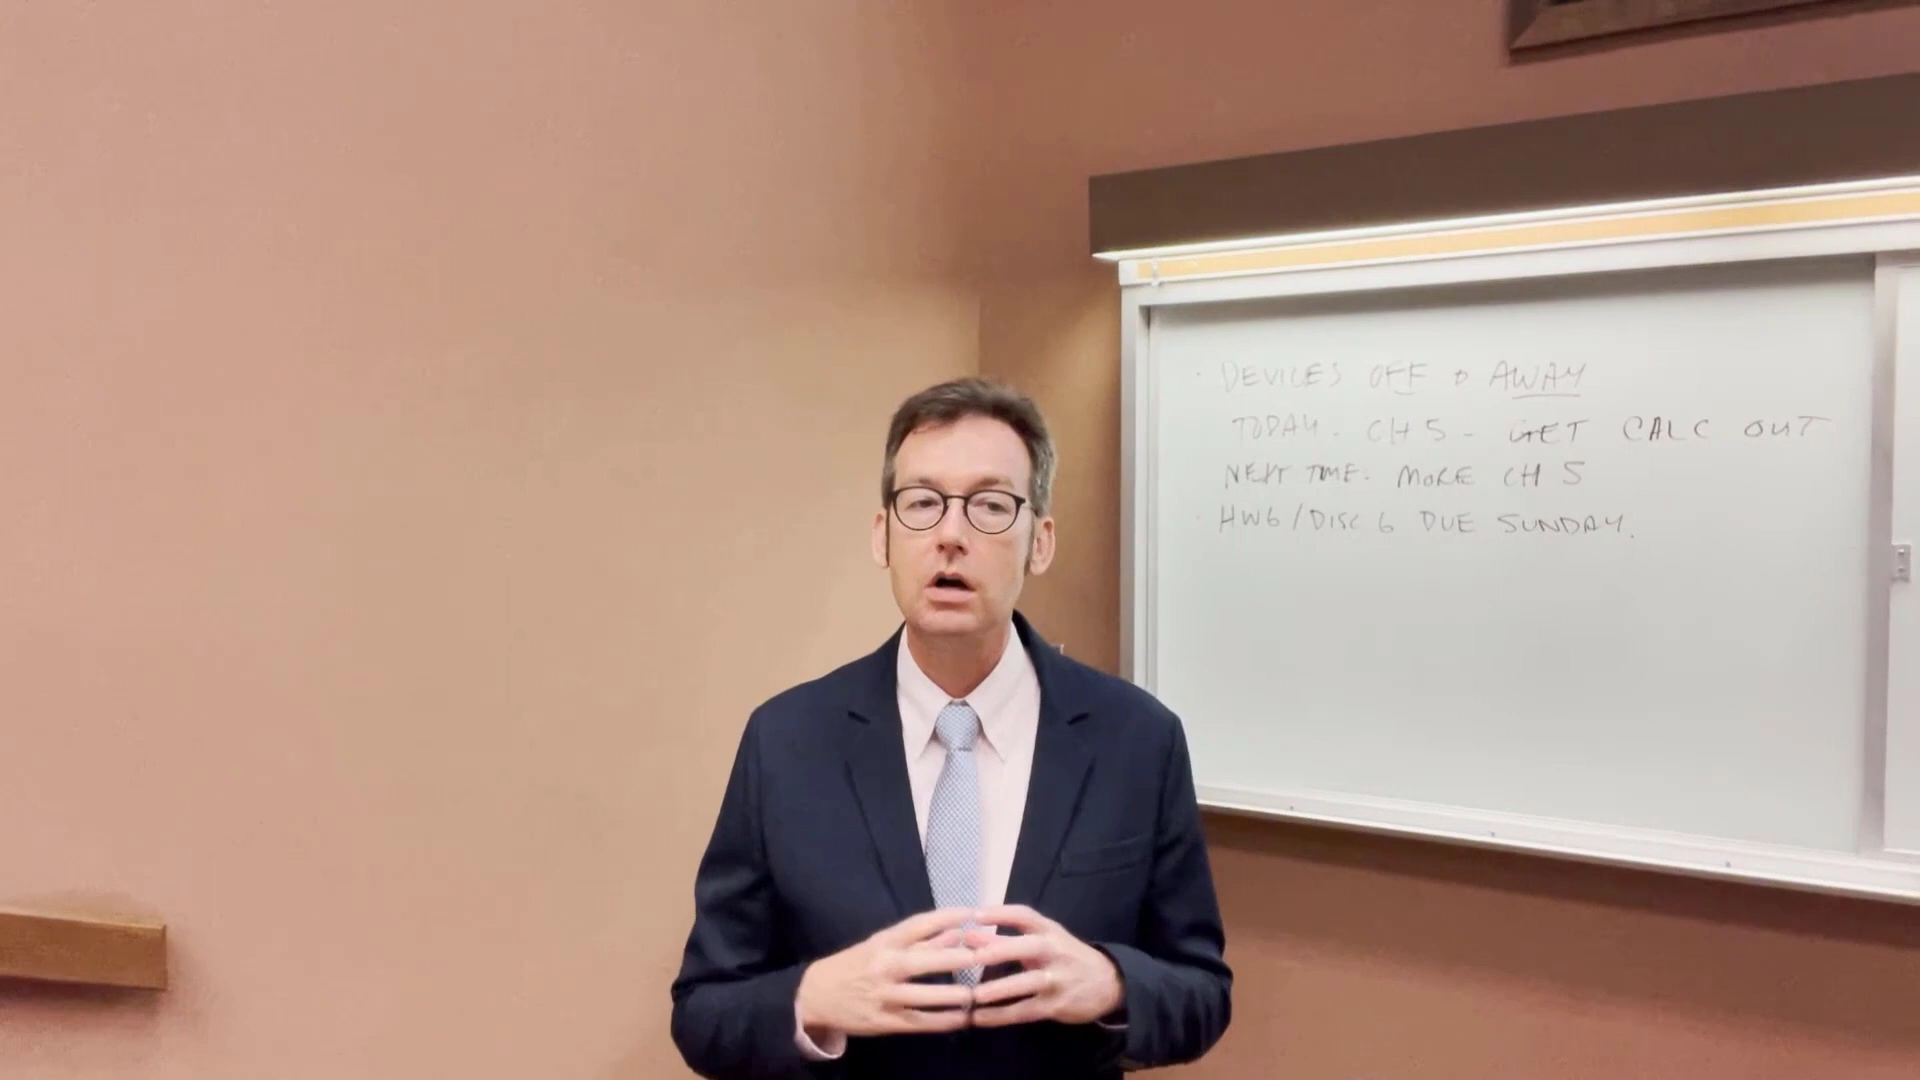 · DEVICES OFF & AWAY
TODAY. CH 5 - GET CALC OUT
NEXT TIME. MORE CH 5
· HW6 / DISC 6 DUE SUNDAY.